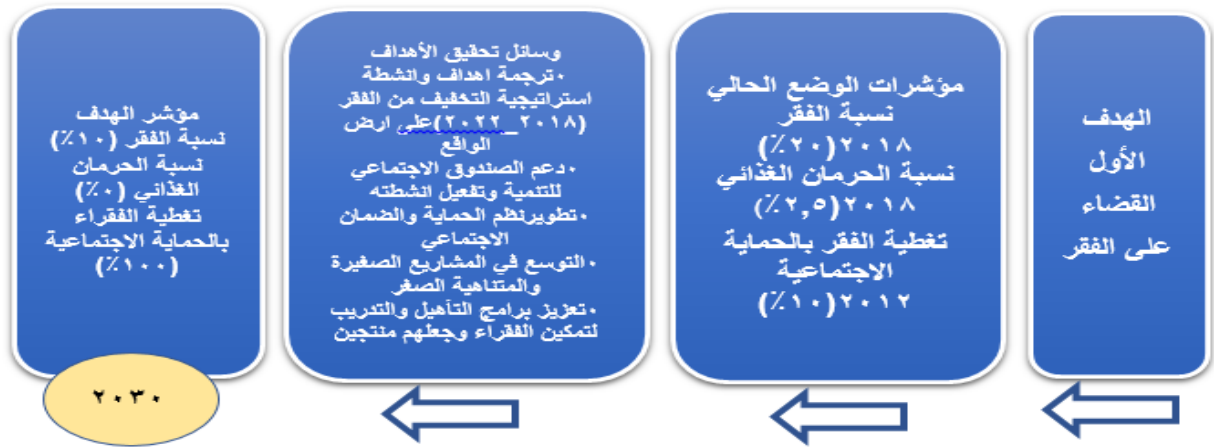 الهدف
الأول
القضاء
على الفقر
مؤشرات الوضع الحالي
نسبة الفقر
٢٠١٨(٢٠٪)
نسبة الحرمان الغذائي
٢٠١٨(٢,٥٪)
تغطية الفقر بالحماية
الاجتماعية
٢٠١٢(١٠٪)
وسائل تحقيق الأهداف
•ترجمة اهداف وانشطة
استراتيجية التخفيف من الفقر
(٢٠١٨_٢٠٢٢)على ارض
الواقع
•دعم الصندوق الاجتماعي
للتنمية وتفعيل انشطته
•تطويرنظم الحماية والضمان
الاجتماعي
•التوسع في المشاريع الصغيرة
والمتناهية الصغر
•تعزيز برامج التأهيل والتدريب
لتمكين الفقراء وجعلهم منتجين
مؤشر الهدف
نسبة الفقر (١٠٪)
نسبة الحرمان
الغذائي (٠٪)
تغطية الفقراء
بالحماية الاجتماعية
(١٠٠٪)
٢٠٣٠